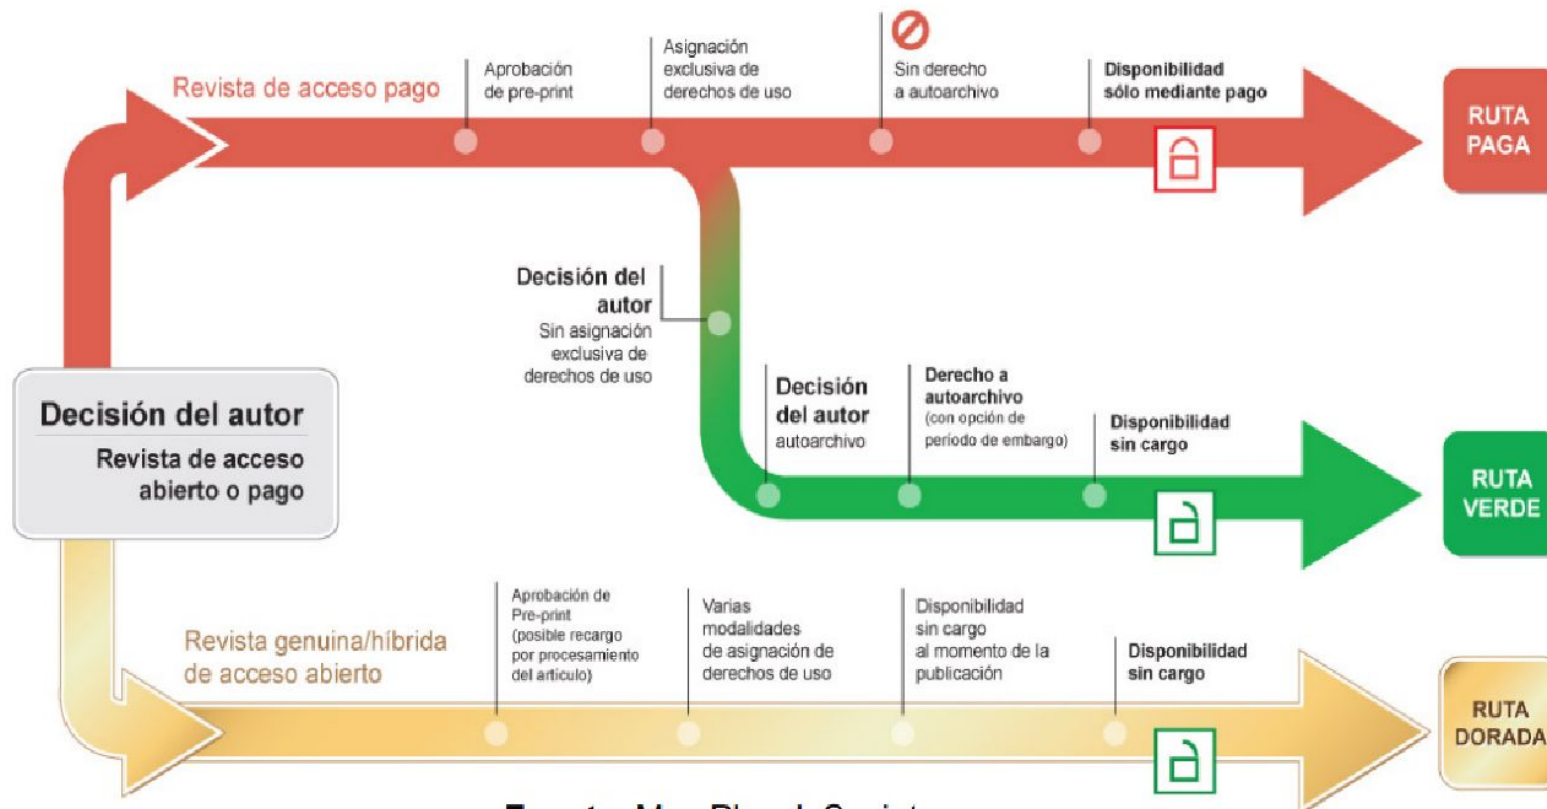 Revista de acceso pago
Aprobación
de pre-print
Asignación
exclusiva de
derechos de uso
Sin derecho
a autoarchivo
Disponibilidad
sólo mediante pago
RUTA
PAGA
Decisión del
autor
Sin asignación
exclusiva de
derechos de uso
Decisión
del autor
autoarchivo
Derecho a
autoarchivo
(con opción de
período de embargo)
Disponibilidad
sin cargo
RUTA
VERDE
Decisión del autor
Revista de acceso
abierto o pago
Revista genuina/híbrida
de acceso abierto
Aprobación de
Pre-print
(posible recargo
por procesamiento
del artículo)
Varias
modalidades
de asignación de
derechos de uso
Disponibilidad
sin cargo
al momento de la
publicación
Disponibilidad
sin cargo
RUTA
DORADA